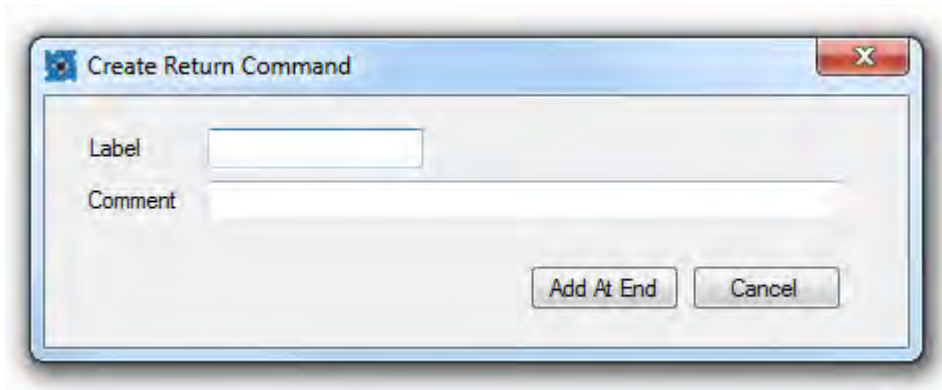 Create Return Command
Label
Comment
Add At End Cancel